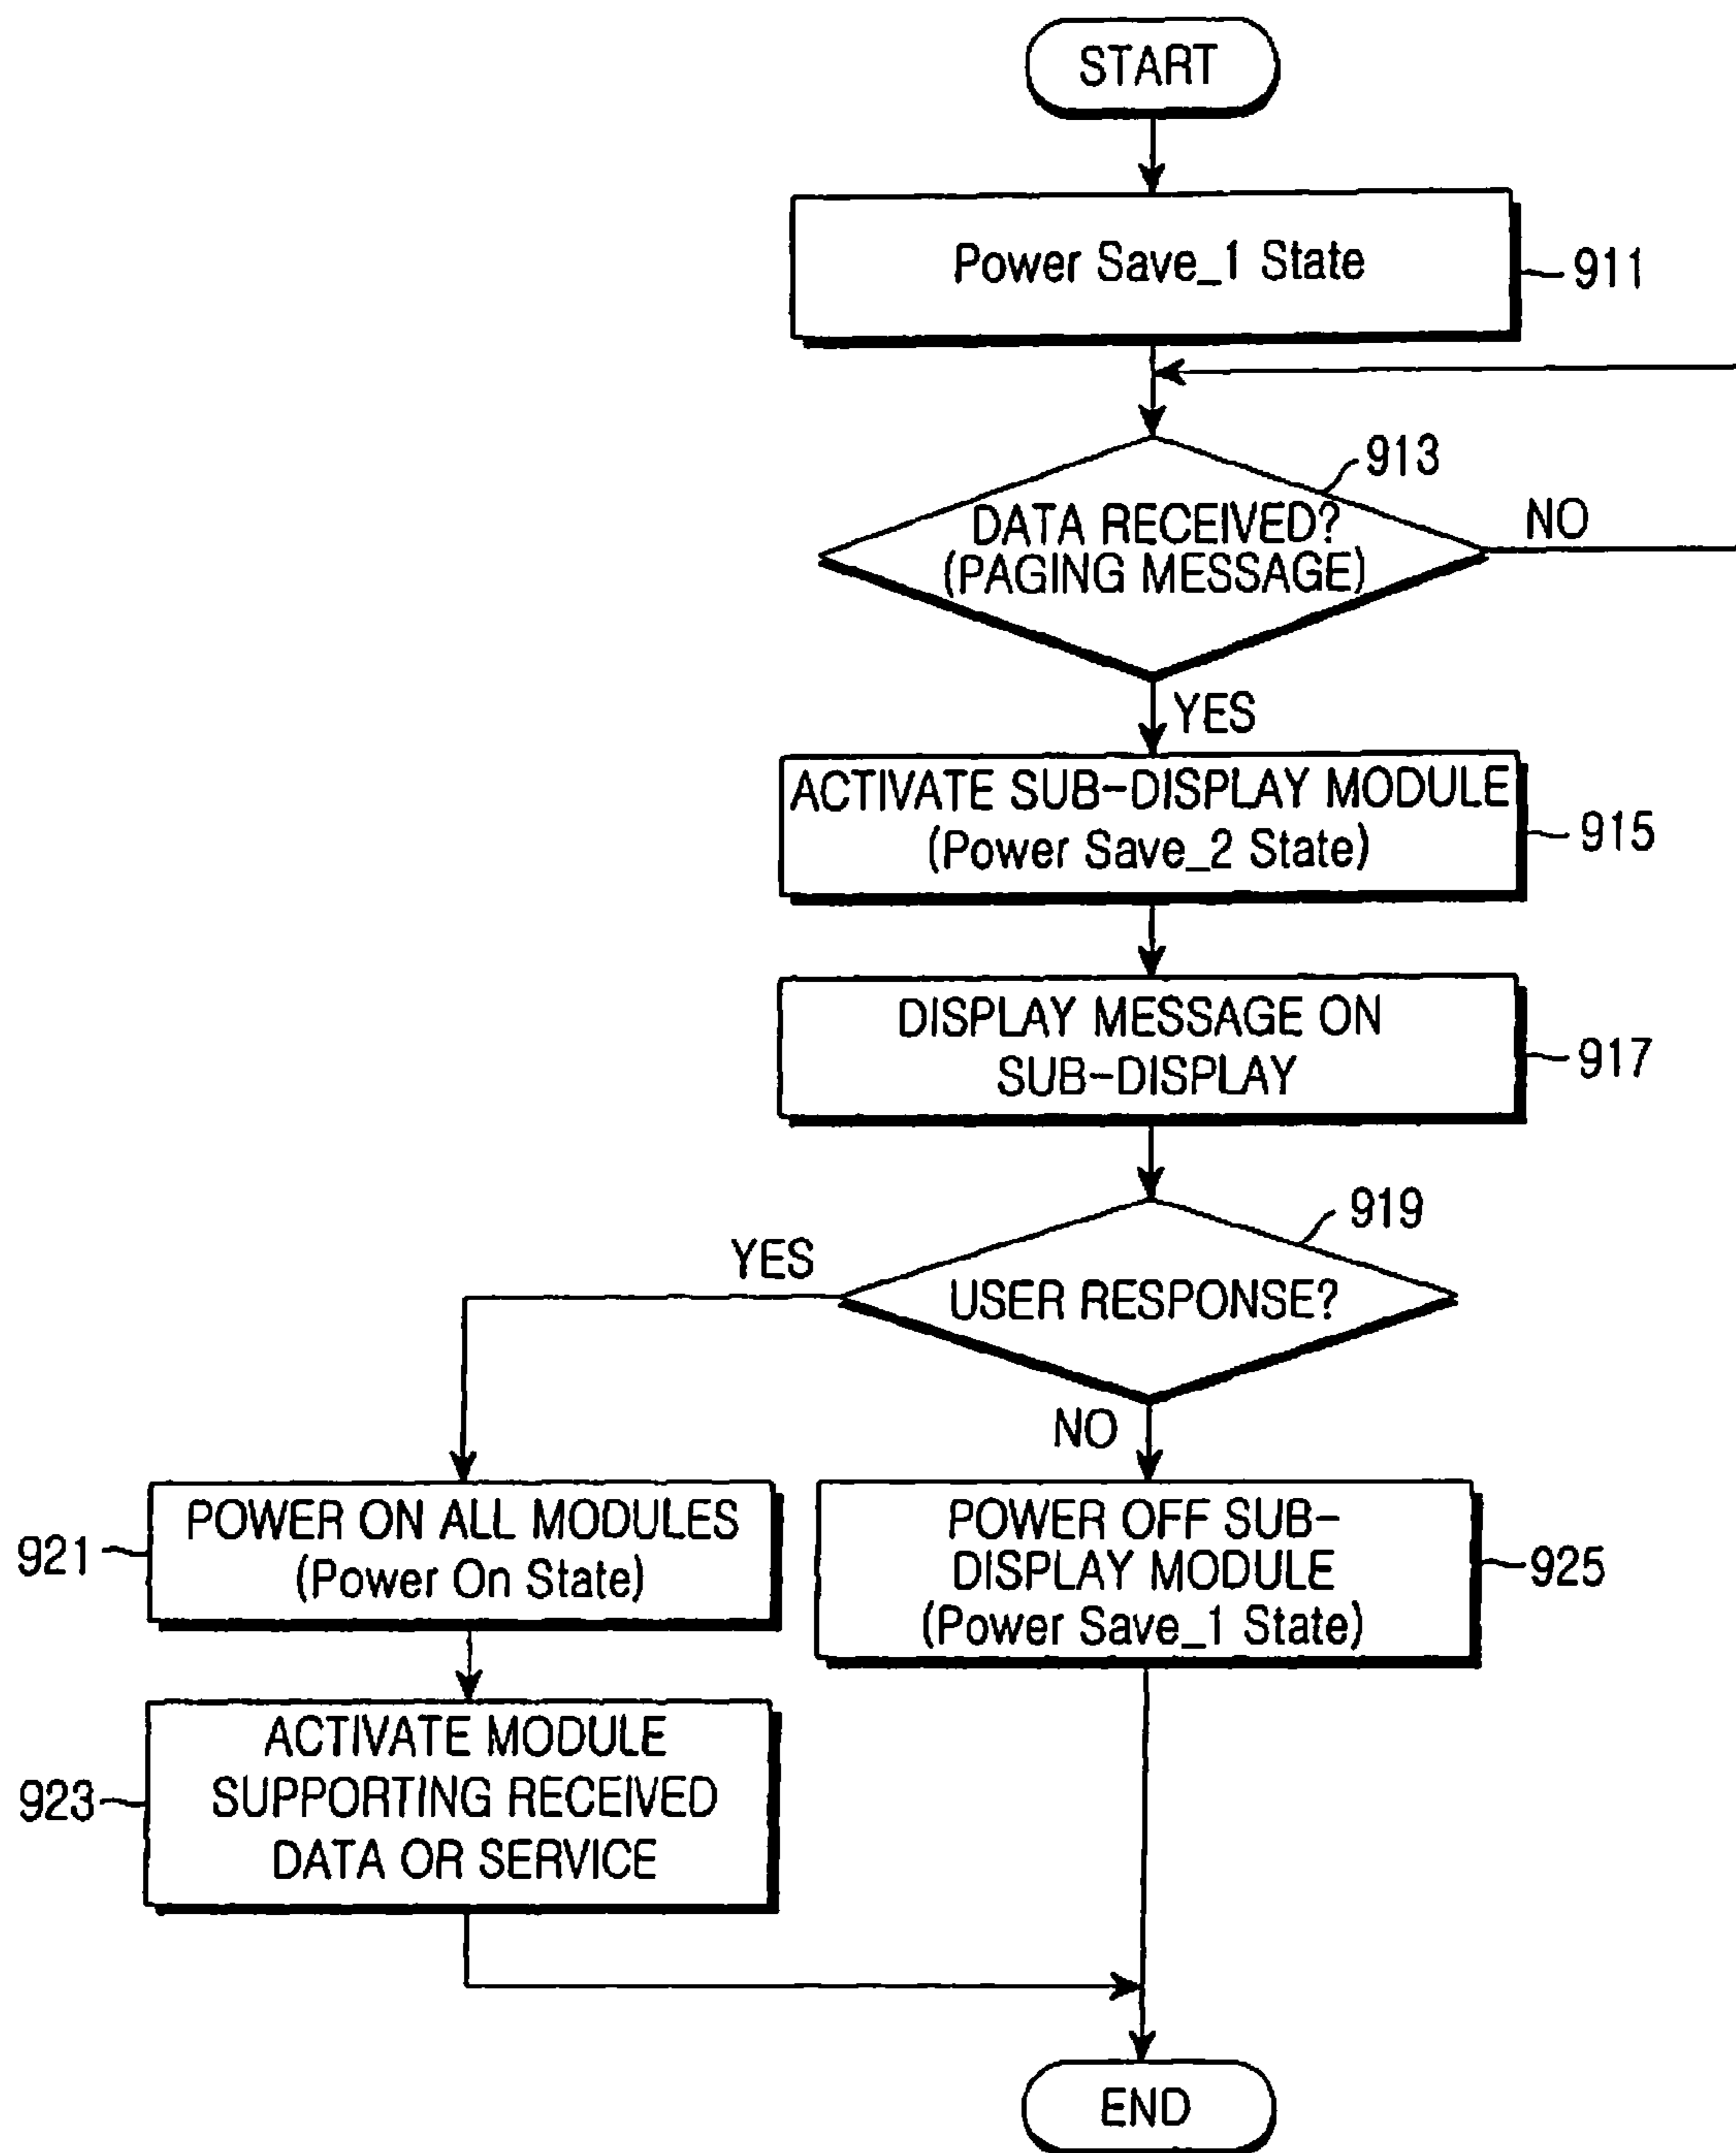 START
Power Save_1 State
911
913
DATA RECEIVED?
(PAGING MESSAGE)
NO
YES
ACTIVATE SUB-DISPLAY MODULE
(Power Save_2 State)
915
DISPLAY MESSAGE ON
SUB-DISPLAY
917
919
YES
USER RESPONSE?
NO
921
POWER ON ALL MODULES
(Power On State)
POWER OFF SUB-
DISPLAY MODULE
(Power Save_1 State)
925
923
ACTIVATE MODULE
SUPPORTING RECEIVED
DATA OR SERVICE
END